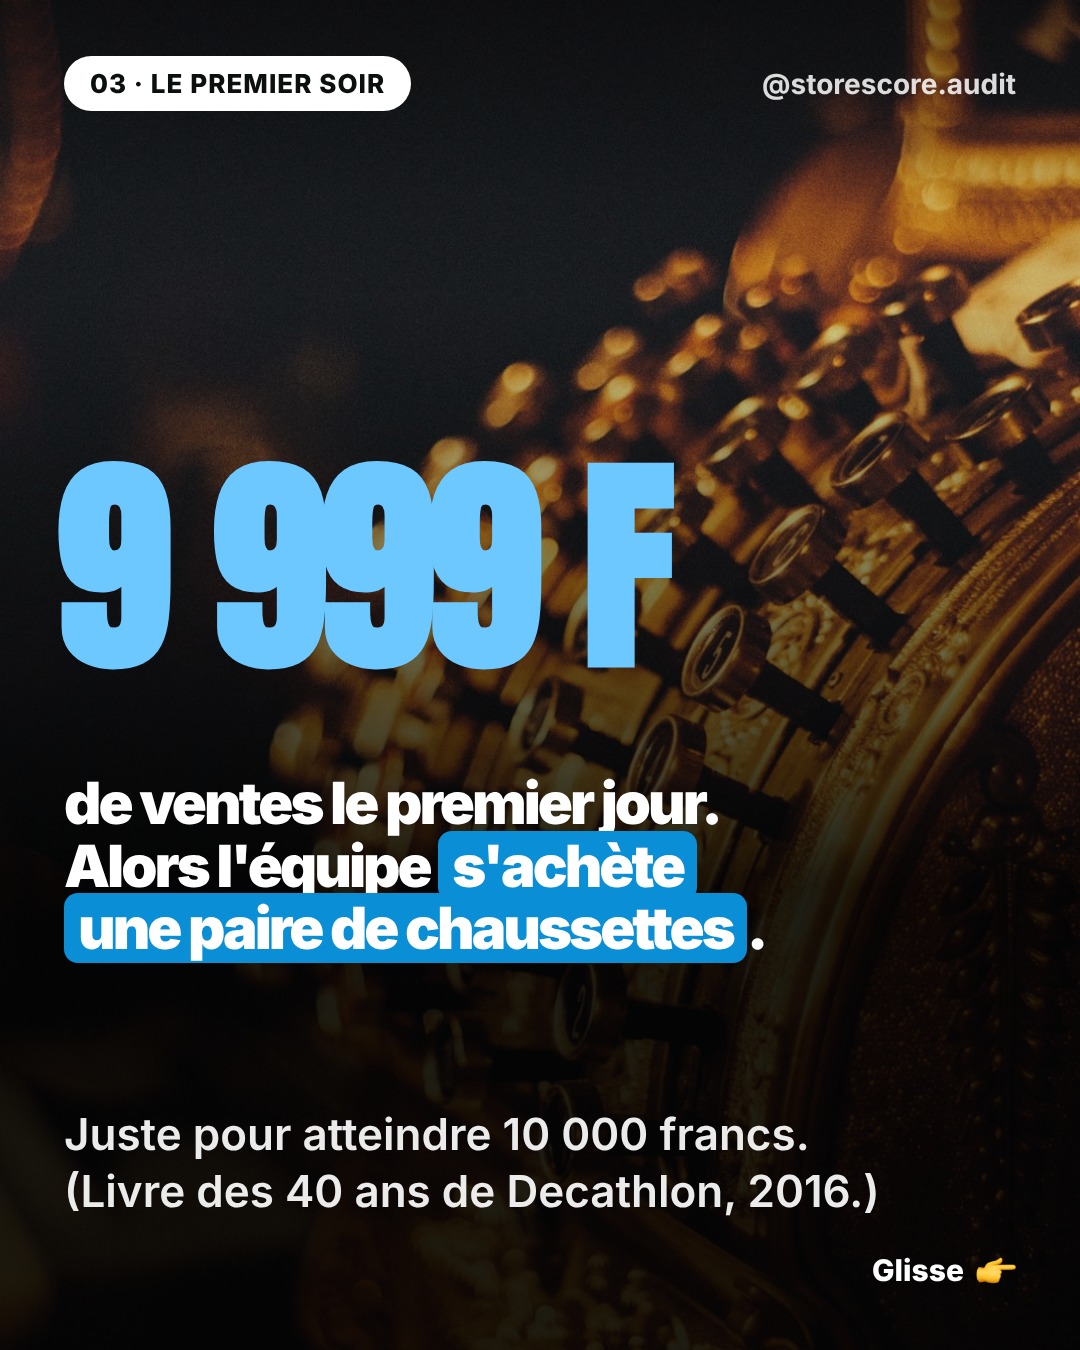 03 · LE PREMIER SOIR
@storescore.audit
9 999 F
de ventes le premier jour.
Alors l'équipe s'achète
une paire de chaussettes.
Juste pour atteindre 10 000 francs.
(Livre des 40 ans de Decathlon, 2016.)
Glisse 👉